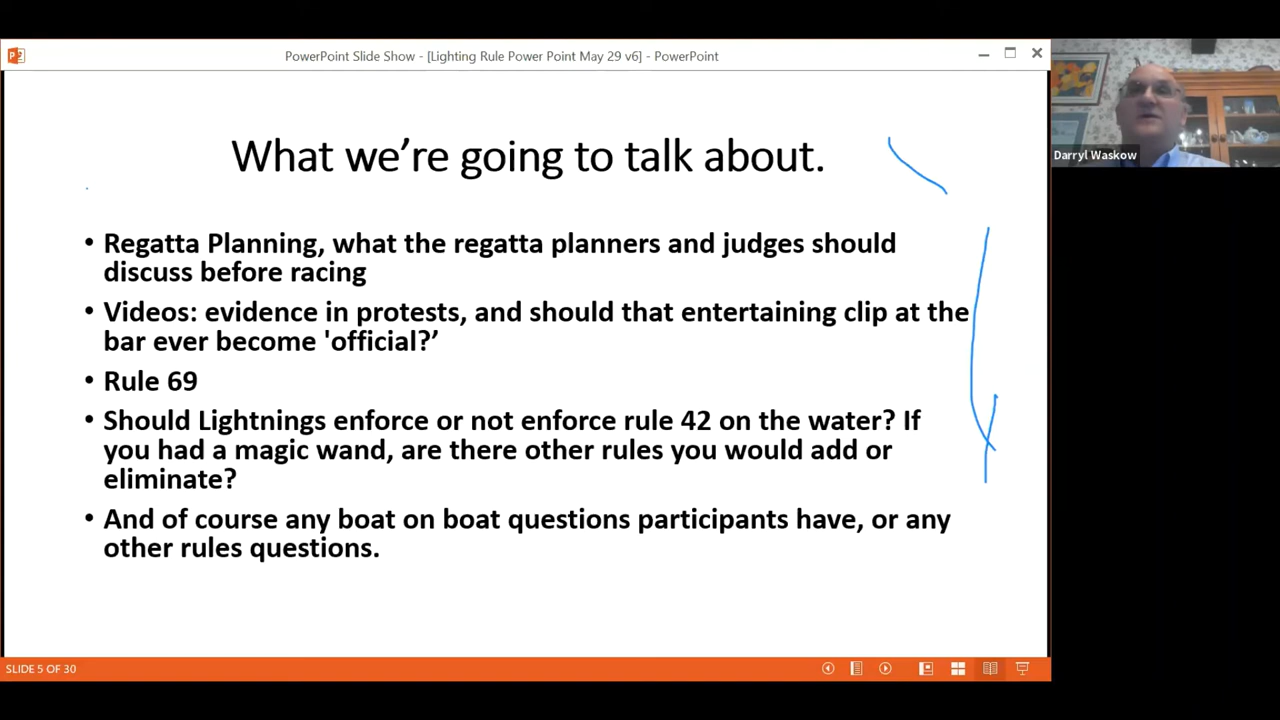 PowerPoint Slide Show - [Lighting Rule Power Point May 29 v6] - PowerPoint
What we're going to talk about.
• Regatta Planning, what the regatta planners and judges should
discuss before racing
• Videos: evidence in protests, and should that entertaining clip at the
bar ever become 'official?’
• Rule 69
• Should Lightnings enforce or not enforce rule 42 on the water? If
you had a magic wand, are there other rules you would add or
eliminate?
• And of course any boat on boat questions participants have, or any
other rules questions.
SLIDE 5 OF 30
Darryl Waskow